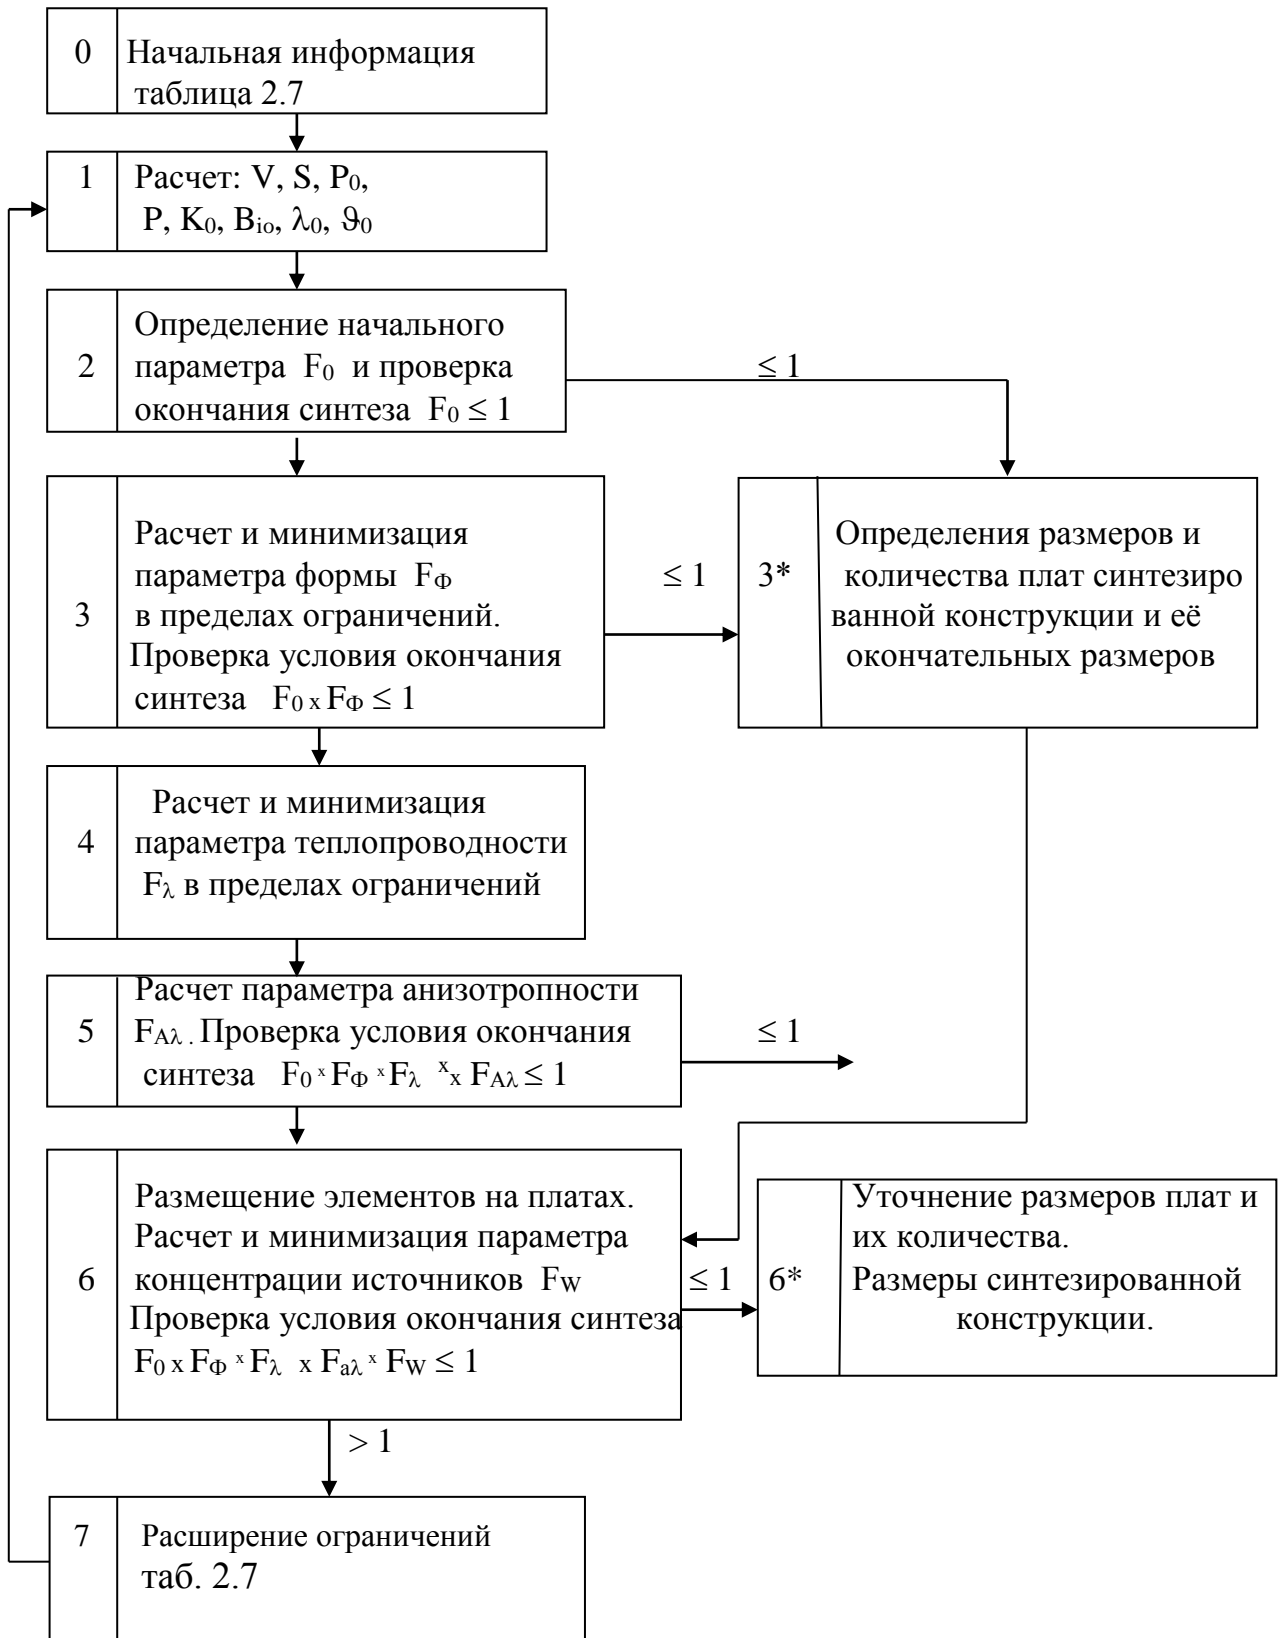 0 Начальная информация
таблица 2.7
1 Расчет: V, S, P₀,
P, K₀, Bio, λ₀, ϑ₀
Определение начального
2 параметра F₀ и проверка
окончания синтеза F₀ ≤ 1
≤ 1
Расчет и минимизация
параметра формы FФ
в пределах ограничений.
3
Проверка условия окончания
синтеза F₀ x FФ ≤ 1
≤ 1
3*
Определения размеров и
количества плат синтезиро
ванной конструкции и её
окончательных размеров
Расчет и минимизация
4 параметра теплопроводности
Fλ в пределах ограничений
Расчет параметра анизотропности
5 FAλ . Проверка условия окончания
синтеза F₀ x FФ x Fλ x x FAλ ≤ 1
≤ 1
Размещение элементов на платах.
Расчет и минимизация параметра
6 концентрации источников FW
Проверка условия окончания синтеза
F₀ x FФ x Fλ x Faλ x FW ≤ 1
≤ 1
6*
Уточнение размеров плат и
их количества.
Размеры синтезированной
конструкции.
> 1
7 Расширение ограничений
таб. 2.7